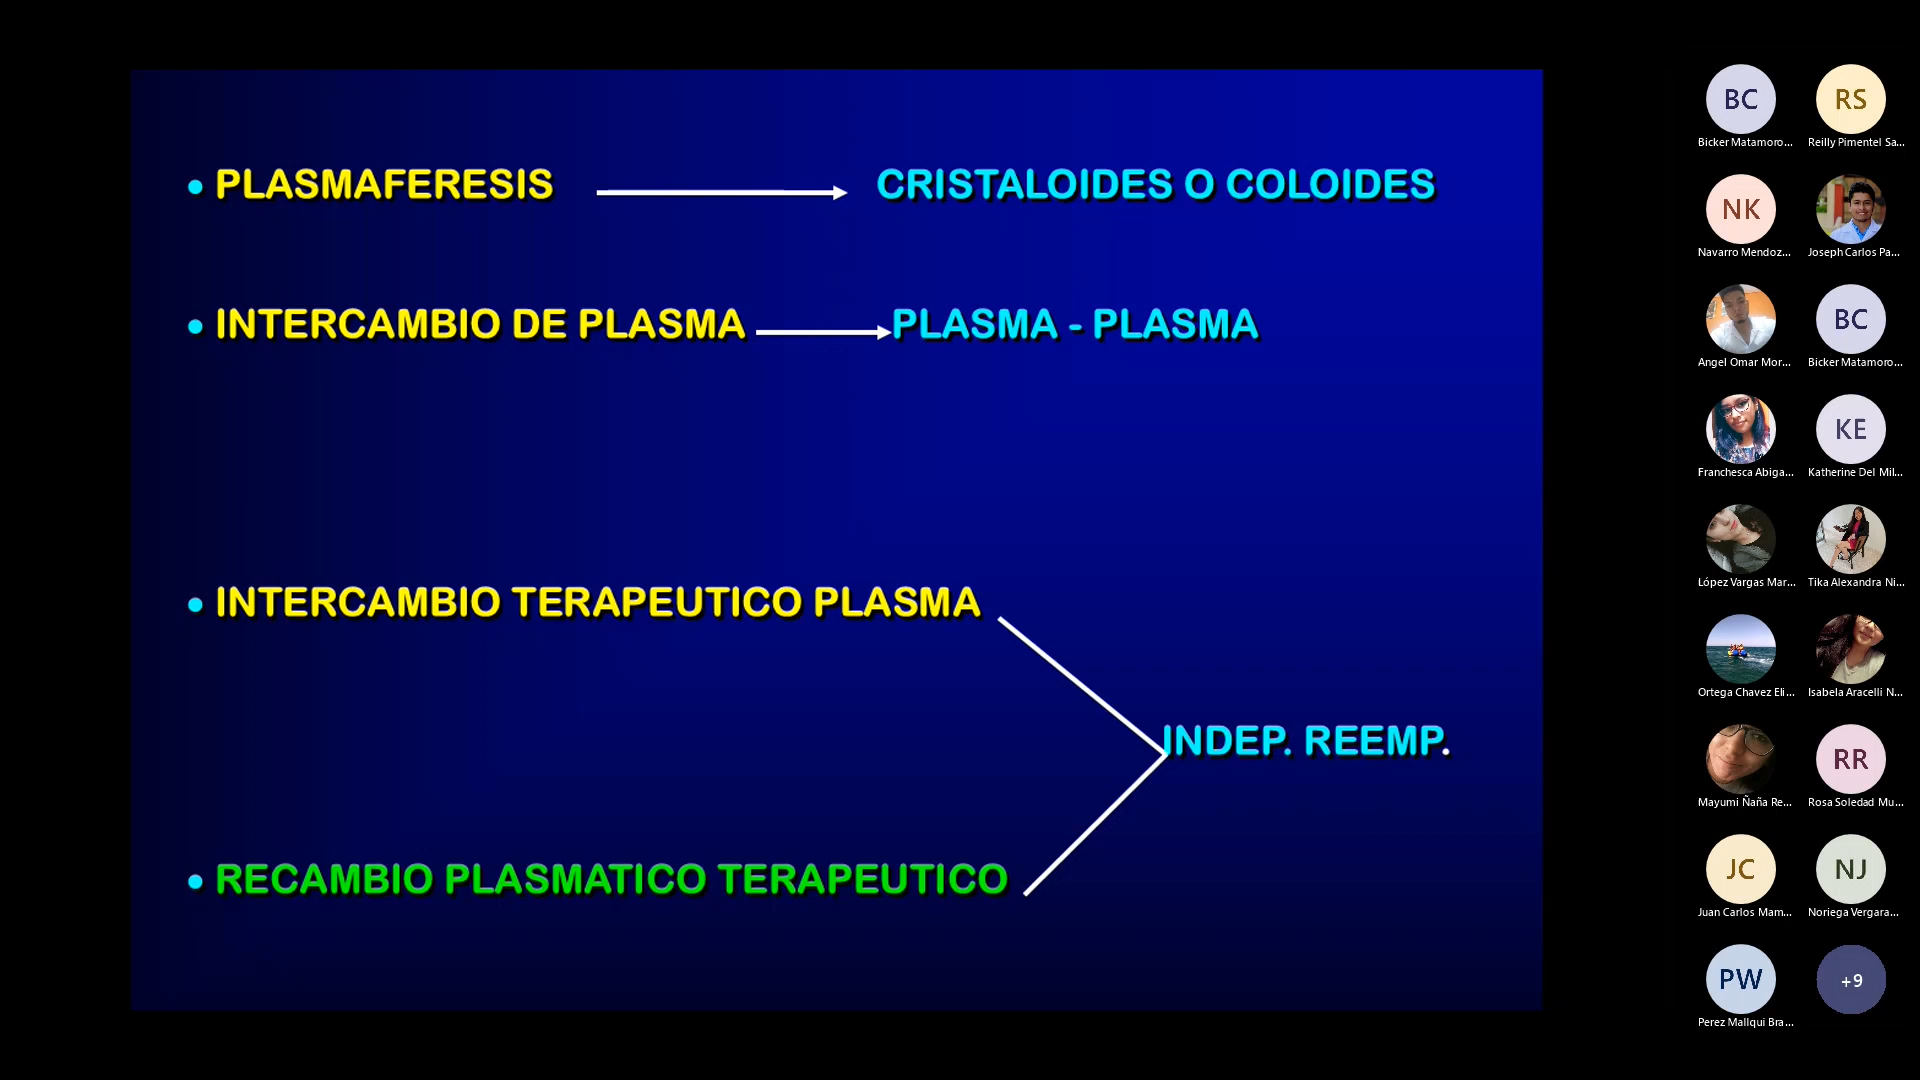 • PLASMAFERESIS CRISTALOIDES O COLOIDES
• INTERCAMBIO DE PLASMA PLASMA - PLASMA
• INTERCAMBIO TERAPEUTICO PLASMA
INDEP. REEMP.
• RECAMBIO PLASMATICO TERAPEUTICO
BC RS
Bicker Matamoro... Reilly Pimentel Sa...
NK
Navarro Mendoz... Joseph Carlos Pa...
BC
Angel Omar Mor... Bicker Matamoro...
KE
Franchesca Abiga... Katherine Del Mil...
López Vargas Mar... Tika Alexandra Ni...
Ortega Chavez Eli... Isabela Aracelli N...
RR
Mayumi Ñaña Re... Rosa Soledad Mu...
JC NJ
Juan Carlos Mam... Noriega Vergara...
PW +9
Perez Mallqui Bra...